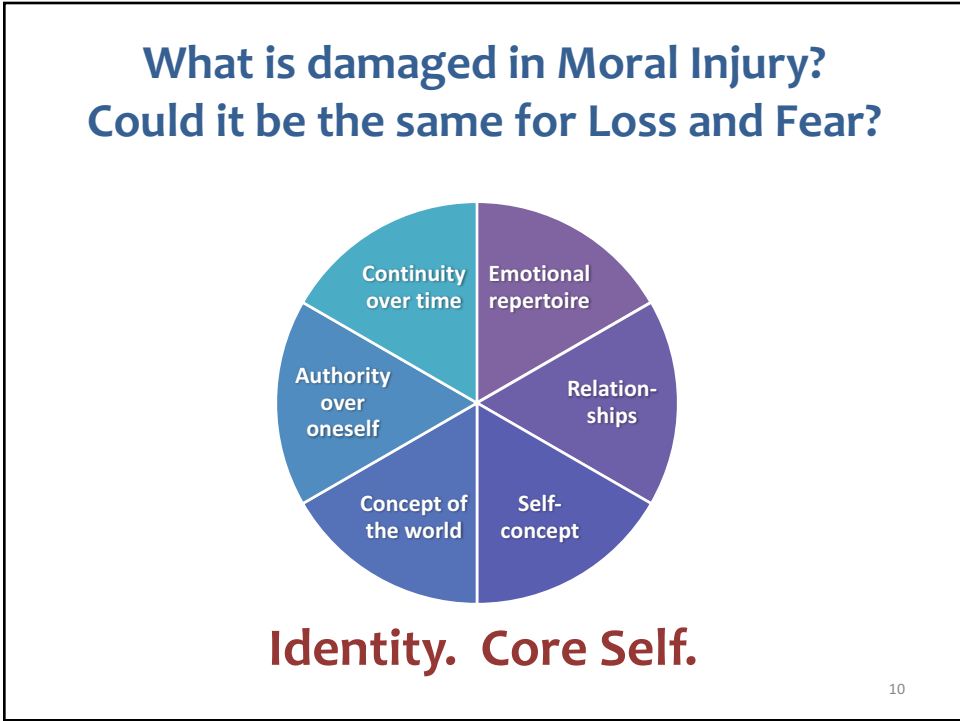 What is damaged in Moral Injury?
Could it be the same for Loss and Fear?
Continuity
over time
Emotional
repertoire
Authority
over
oneself
Relation-
ships
Concept of
the world
Self-
concept
Identity.  Core Self.
10